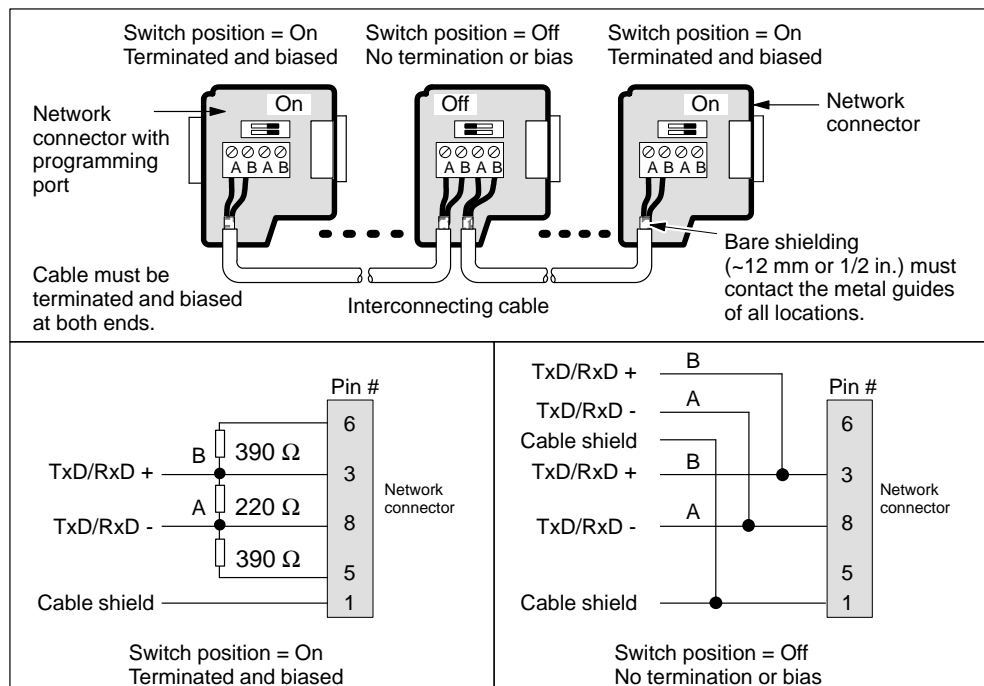 Switch position = On
Terminated and biased
Switch position = Off
No termination or bias
Switch position = On
Terminated and biased
Network
connector with
programming
port
On
A B A B
Off
A B A B
On
A B A B
Network
connector
Cable must be
terminated and biased
at both ends.
Interconnecting cable
Bare shielding
(~12 mm or 1/2 in.) must
contact the metal guides
of all locations.
Pin #
6
390 Ω
B
TxD/RxD +
3
220 Ω
Network
connector
A
TxD/RxD -
8
390 Ω
5
Cable shield
1
Switch position = On
Terminated and biased
TxD/RxD +
B
Pin #
TxD/RxD -
A
6
Cable shield
TxD/RxD +
B
3
Network
connector
TxD/RxD -
A
8
5
Cable shield
1
Switch position = Off
No termination or bias